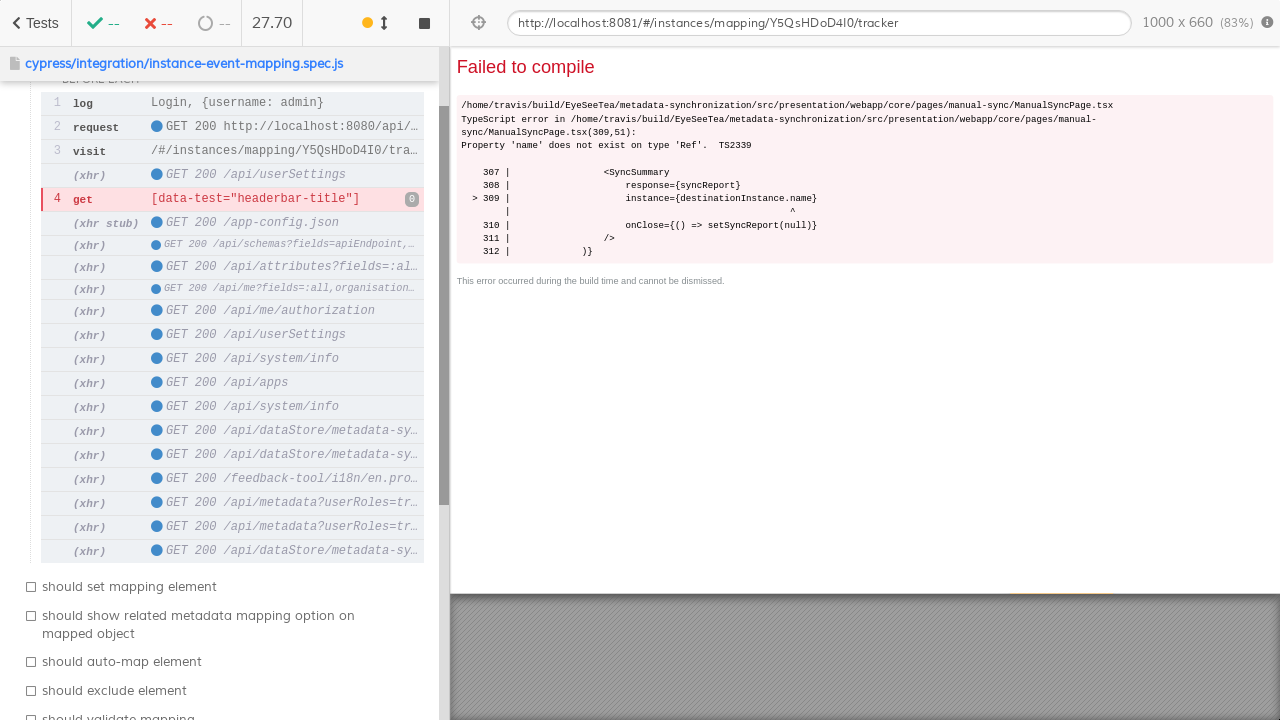 Tests
--
--
--
27.70
cypress/integration/instance-event-mapping.spec.js
1 log Login, {username: admin}
2 request GET 200 http://localhost:8080/api/…
3 visit /#/instances/mapping/Y5QsHDoD4I0/tra…
(xhr) GET 200 /api/userSettings
4 get [data-test="headerbar-title"] 0
(xhr stub) GET 200 /app-config.json
(xhr) GET 200 /api/schemas?fields=apiEndpoint,…
(xhr) GET 200 /api/attributes?fields=:al…
(xhr) GET 200 /api/me?fields=:all,organisation…
(xhr) GET 200 /api/me/authorization
(xhr) GET 200 /api/userSettings
(xhr) GET 200 /api/system/info
(xhr) GET 200 /api/apps
(xhr) GET 200 /api/system/info
(xhr) GET 200 /api/dataStore/metadata-sy…
(xhr) GET 200 /api/dataStore/metadata-sy…
(xhr) GET 200 /feedback-tool/i18n/en.pro…
(xhr) GET 200 /api/metadata?userRoles=tr…
(xhr) GET 200 /api/metadata?userRoles=tr…
(xhr) GET 200 /api/dataStore/metadata-sy…
should set mapping element
should show related metadata mapping option on
mapped object
should auto-map element
should exclude element
should validate mapping
http://localhost:8081/#/instances/mapping/Y5QsHDoD4I0/tracker
1000 x 660 (83%)
Failed to compile
/home/travis/build/EyeSeeTea/metadata-synchronization/src/presentation/webapp/core/pages/manual-sync/ManualSyncPage.tsx
TypeScript error in /home/travis/build/EyeSeeTea/metadata-synchronization/src/presentation/webapp/core/pages/manual-
sync/ManualSyncPage.tsx(309,51):
Property 'name' does not exist on type 'Ref'.  TS2339
307 | <SyncSummary
308 | response={syncReport}
> 309 | instance={destinationInstance.name}
| ^
310 | onClose={() => setSyncReport(null)}
311 | />
312 | )}
This error occurred during the build time and cannot be dismissed.